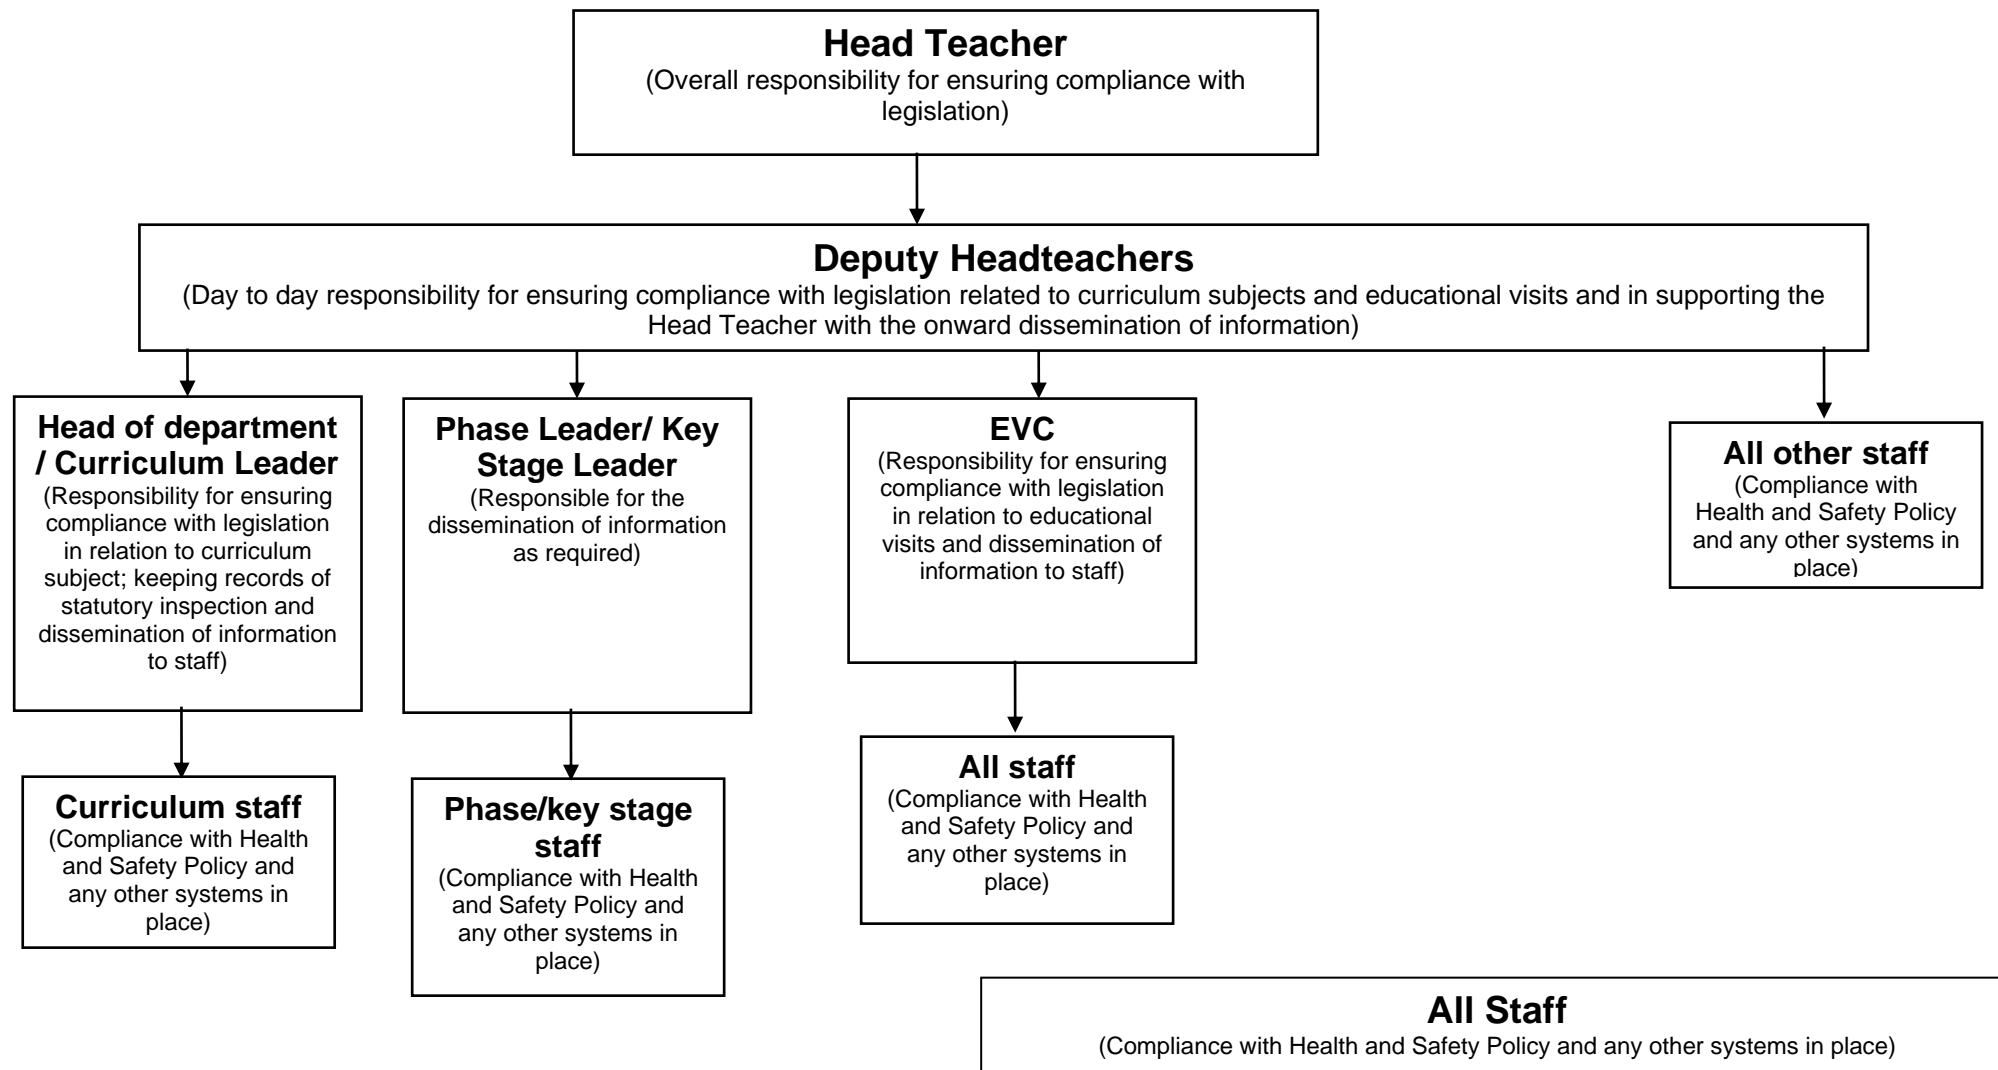 Head Teacher
(Overall responsibility for ensuring compliance with
legislation)
Deputy Headteachers
(Day to day responsibility for ensuring compliance with legislation related to curriculum subjects and educational visits and in supporting the
Head Teacher with the onward dissemination of information)
Head of department
/ Curriculum Leader
(Responsibility for ensuring
compliance with legislation
in relation to curriculum
subject; keeping records of
statutory inspection and
dissemination of information
to staff)
Phase Leader/ Key
Stage Leader
(Responsible for the
dissemination of information
as required)
EVC
(Responsibility for ensuring
compliance with legislation
in relation to educational
visits and dissemination of
information to staff)
All other staff
(Compliance with
Health and Safety Policy
and any other systems in
place)
Curriculum staff
(Compliance with Health
and Safety Policy and
any other systems in
place)
Phase/key stage
staff
(Compliance with Health
and Safety Policy and
any other systems in
place)
All staff
(Compliance with Health
and Safety Policy and
any other systems in
place)
All Staff
(Compliance with Health and Safety Policy and any other systems in place)